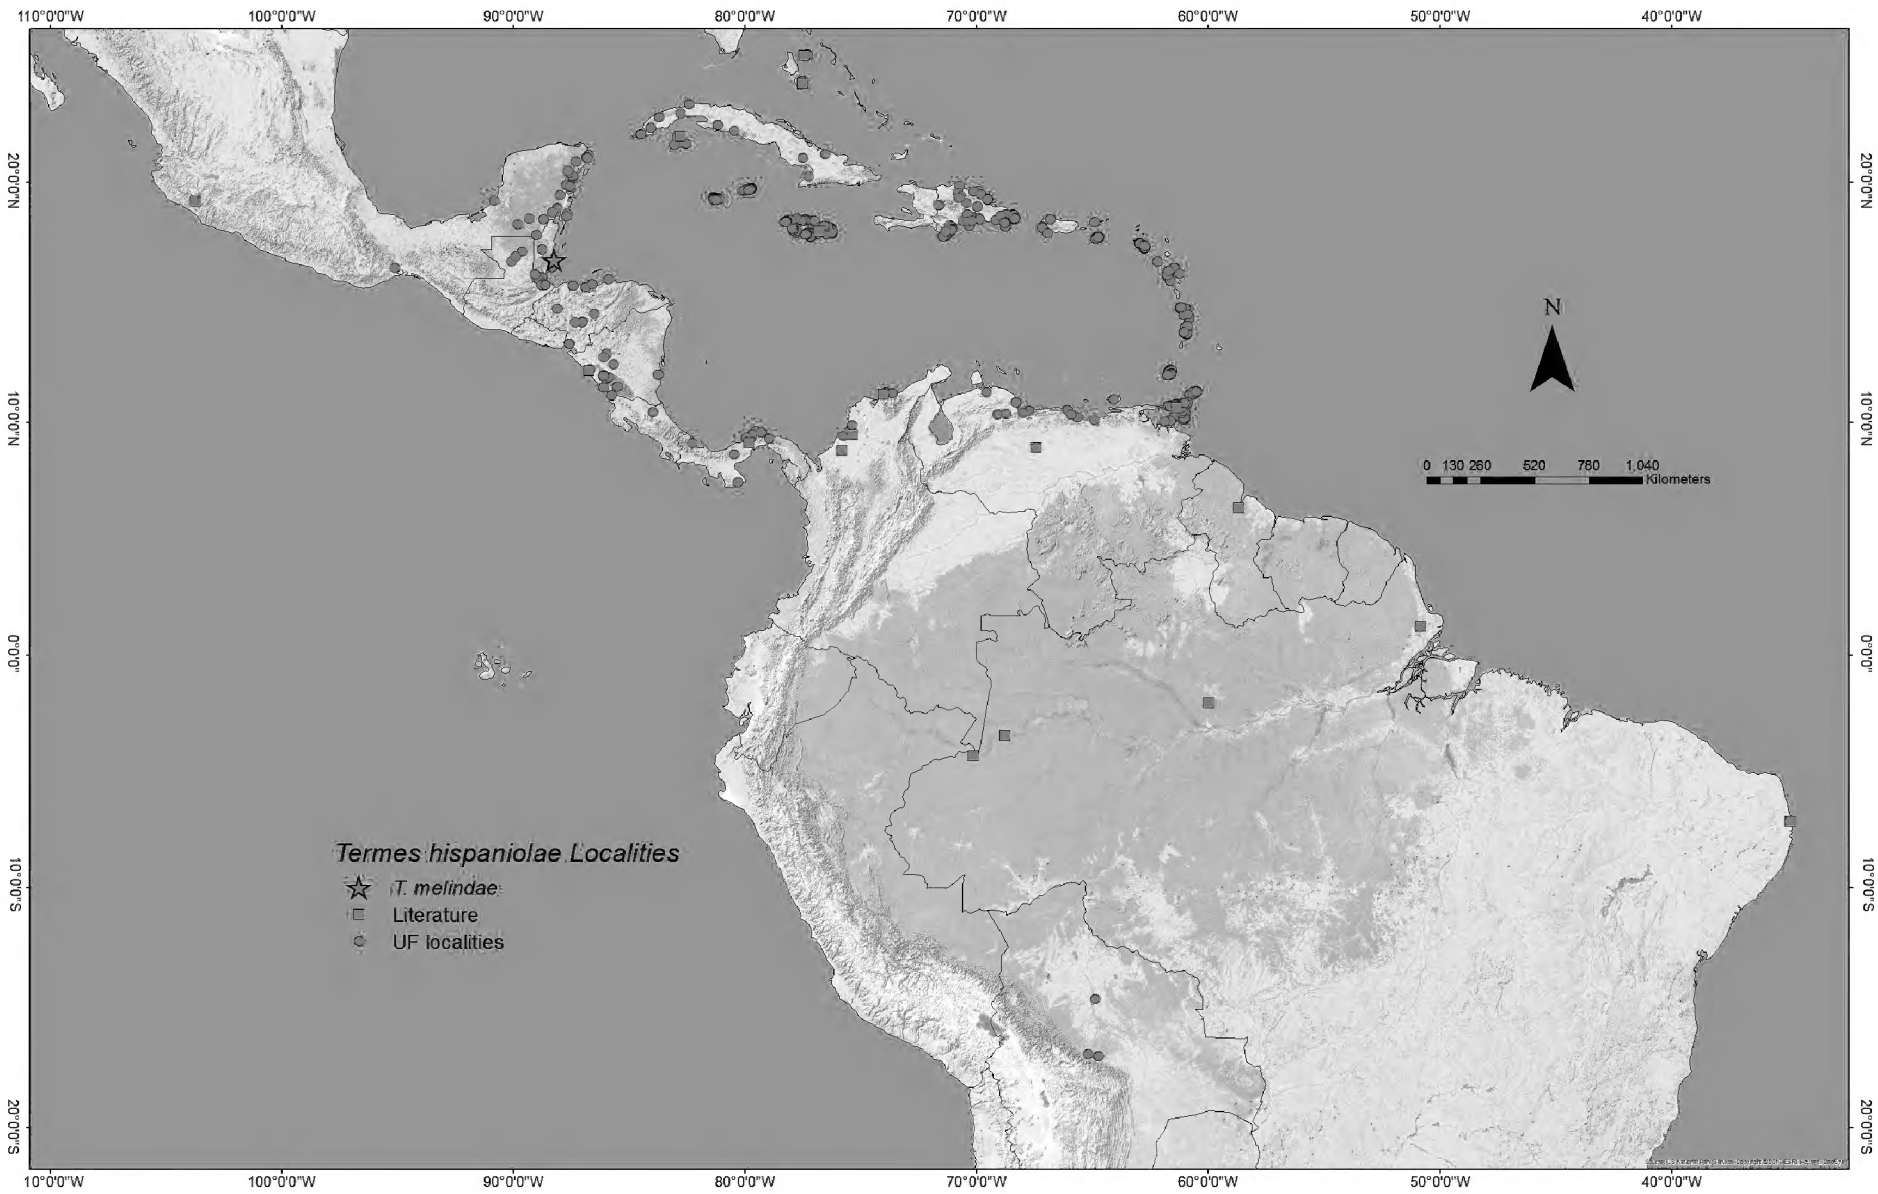 110°0'0"W 100°0'0"W 90°0'0"W 80°0'0"W 70°0'0"W 60°0'0"W 50°0'0"W 40°0'0"W
20°0'0"N 20°0'0"N
N
10°0'0"N 10°0'0"N
0 130 260 520 780 1,040
Kilometers
0°0'0" 0°0'0"
Termes hispaniolae Localities
T. melindae
Literature
UF localities
10°0'0"S 10°0'0"S
20°0'0"S 20°0'0"S
10°0'0"W 100°0'0"W 90°0'0"W 80°0'0"W 70°0'0"W 60°0'0"W 50°0'0"W 40°0'0"W